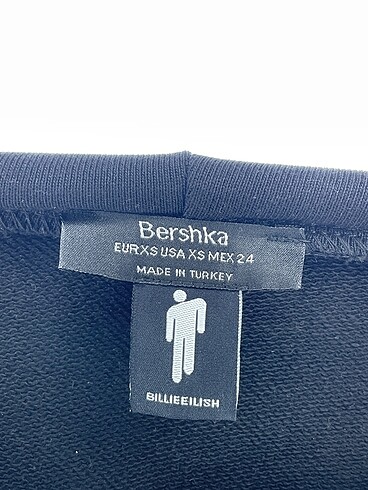 Bershka
EUR XS USA XS MEX 24
MADE IN TURKEY
BILLIEEILISH